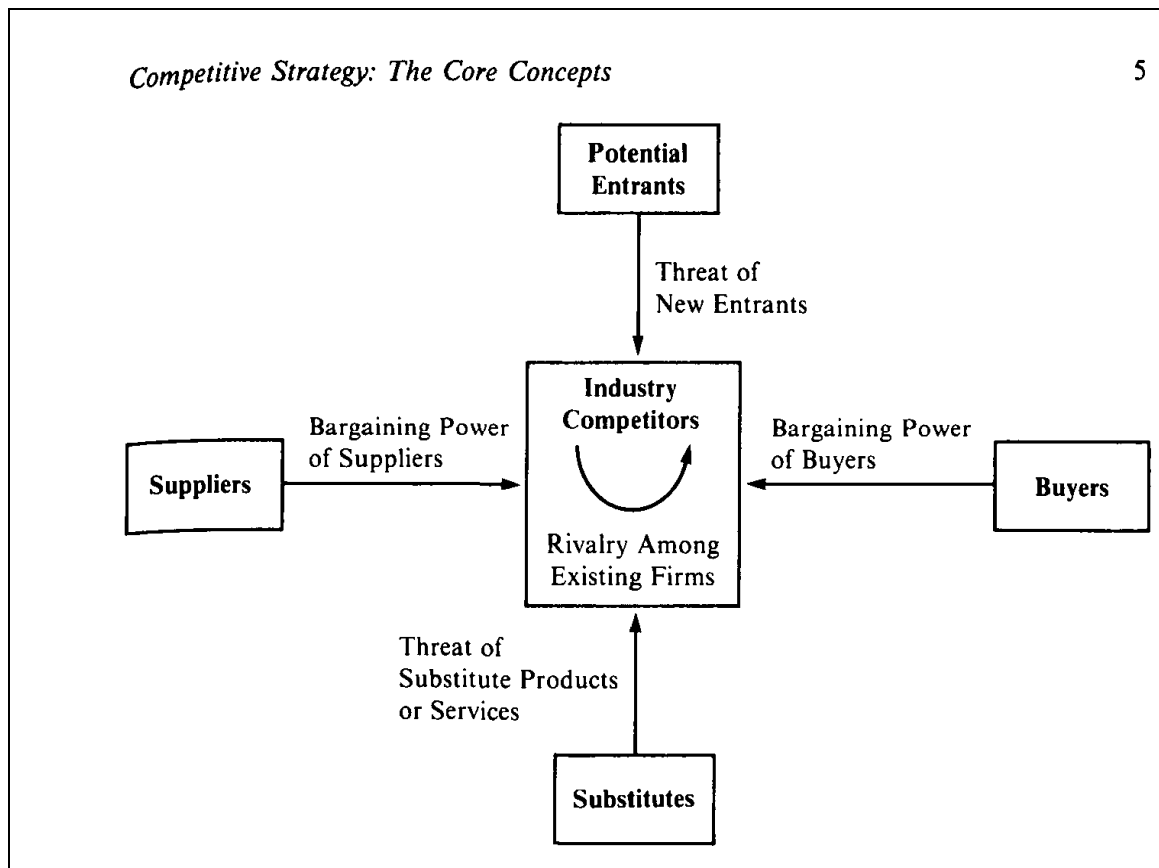 Competitive Strategy: The Core Concepts
5
Potential
Entrants
Threat of
New Entrants
Industry
Competitors
Bargaining Power
of Suppliers
Bargaining Power
of Buyers
Suppliers
Buyers
Rivalry Among
Existing Firms
Threat of
Substitute Products
or Services
Substitutes